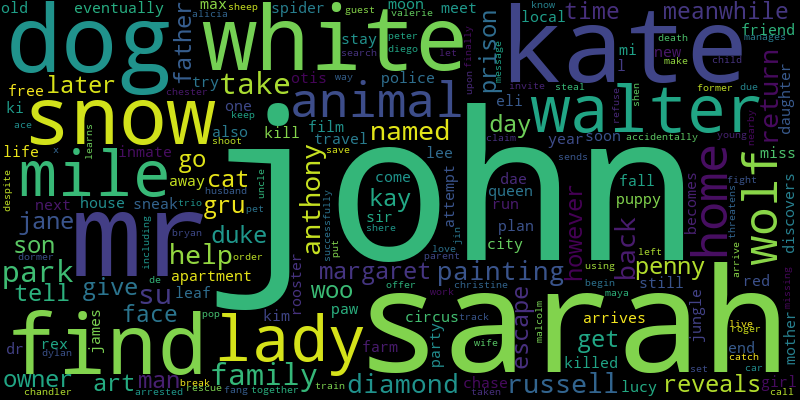 old eventually
dog
father
alicia
max sheep
white
spider
guest
moon
valerie
meet
stay
peter
diego
search
let
way
upon
finally
prison
message
kate
know
local
time
meanwhile
mi
l
death
new
make
manages
child
friend
free later
try
take
otis
police
chester
ki
snow
one
keep
animal
eli
invite
steal
former due
return
daughter
walter
ace
also
kill
film
travel
named
day
year
soon
refuse
shen
accidentally
young
nearby
miss
life
learns
x
shoot
claim
sends
inmate
go
cat
anthony
save
john
come
lee
dae
queen
run
fall
puppy
fight
wolf
discovers
despite
mile
away
husband
uncle
kay
attempt
next
house
sneak
trio
gru
pet
successfully
sir
shere
love
parent
jin
plan
city
however
back
becomes
home
threatens
arrive
jane
mr
bryan
duke
put
left
son
including
help
order
tell
park
dormer
de
apartment
rooster
margaret
painting
using
penny
still
red
missing
mother
give
su
leaf
woo
offer
work
christine
escape
begin
maya
jungle
face
pop
kim
paw
circus
track
arrives
live
roger
dr
rex
dylan
james
find
lady
farm
party
wife
malcolm
sarah
get
end
catch
car
owner
art
man
break
rescue
family
chase
killed
set
girl
chandler
arrested
fang
together
train
diamond
taken
russell
lucy
reveals
call